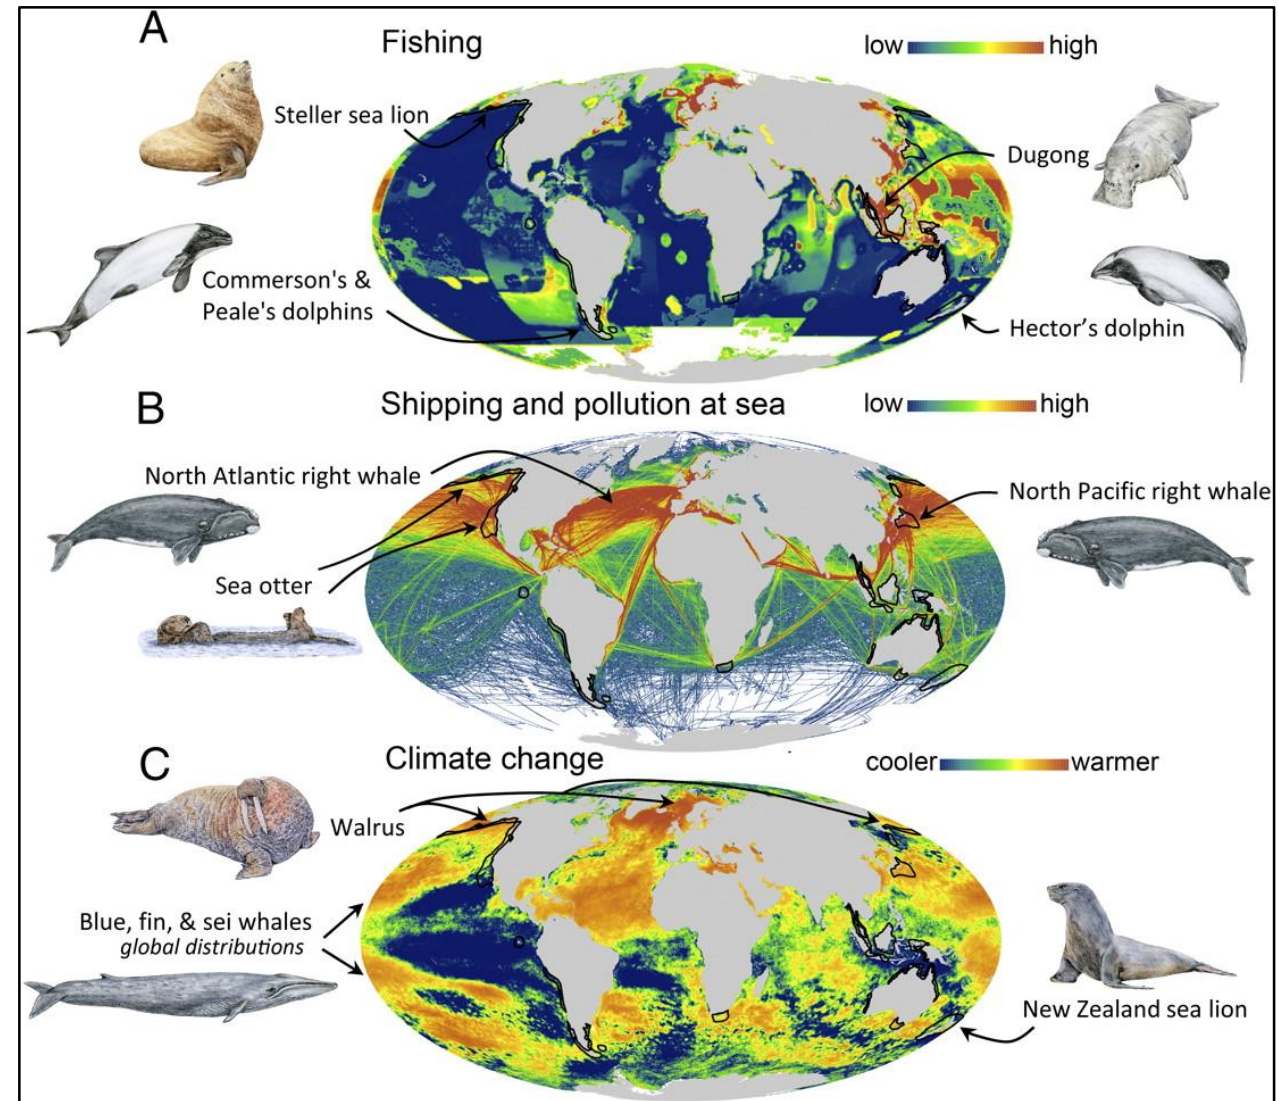 A
Fishing
low high
Steller sea lion
Dugong
Commerson's &
Peale's dolphins
Hector’s dolphin
B
Shipping and pollution at sea
low high
North Atlantic right whale
North Pacific right whale
Sea otter
C
Climate change
cooler warmer
Walrus
Blue, fin, & sei whales
global distributions
New Zealand sea lion